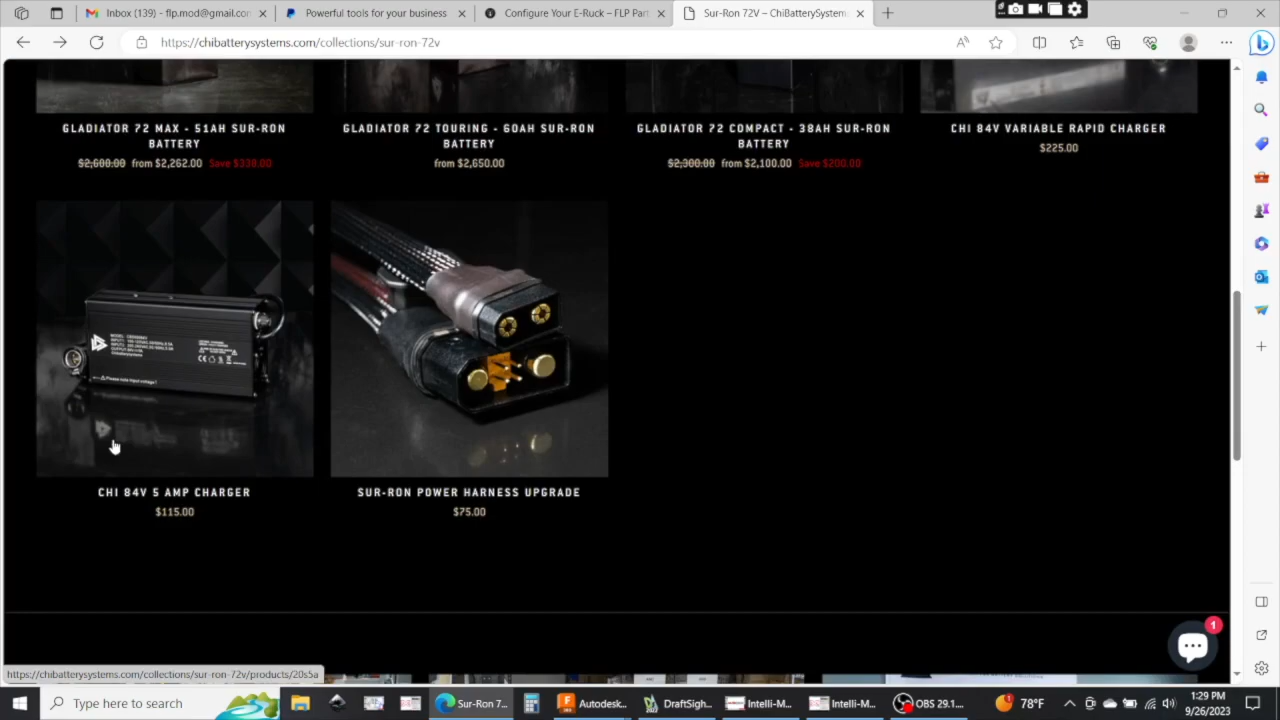 Inbox (139) - flp.mod@gmail.com
Powerful tools for your business
Configure Your E-Ruck – FLP Part
Sur-Ron 72V – ChiBatterySystem
https://chibatterysystems.com/collections/sur-ron-72v
GLADIATOR 72 MAX - 51AH SUR-RON
BATTERY
$2,600.00 from $2,262.00 Save $338.00
GLADIATOR 72 TOURING - 60AH SUR-RON
BATTERY
from $2,650.00
GLADIATOR 72 COMPACT - 38AH SUR-RON
BATTERY
$2,300.00 from $2,100.00 Save $200.00
CHI 84V VARIABLE RAPID CHARGER
$225.00
Please note input voltage!
CHI 84V 5 AMP CHARGER
$115.00
SUR-RON POWER HARNESS UPGRADE
$75.00
1
https://chibatterysystems.com/collections/sur-ron-72v/products/20s5a
Type here to search
Sur-Ron 7...
Autodesk...
DraftSigh...
Intelli-M...
Intelli-M...
OBS 29.1....
1
78°F
1:29 PM
9/26/2023